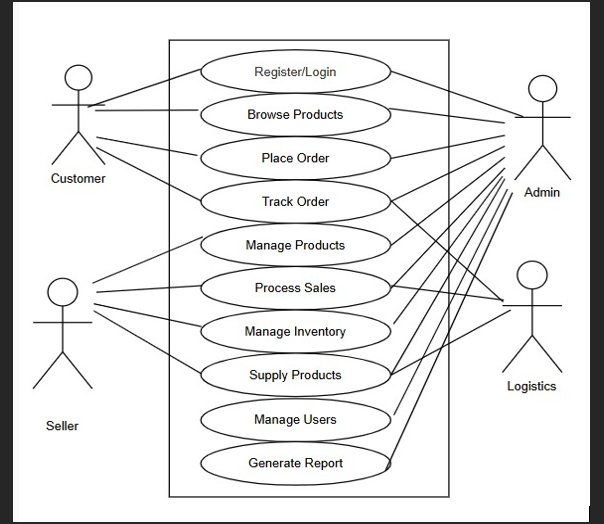 Register/Login
Browse Products
Place Order
Customer
Admin
Track Order
Manage Products
Process Sales
Manage Inventory
Supply Products
Logistics
Manage Users
Seller
Generate Report